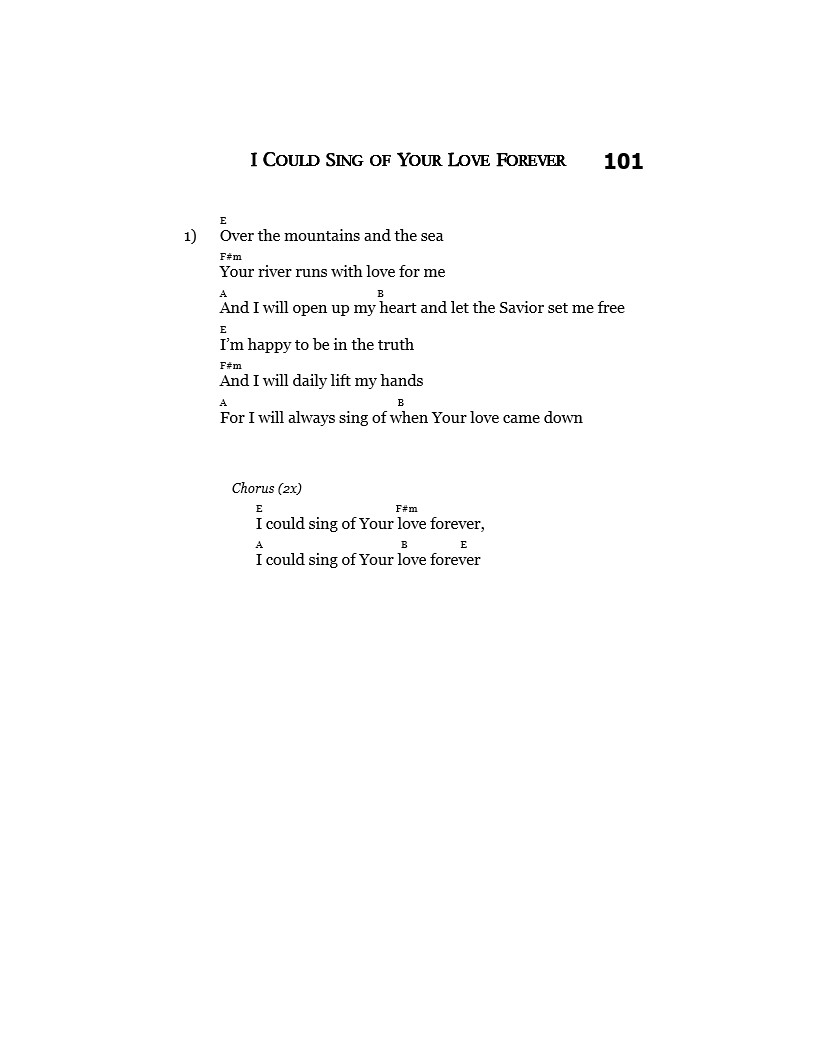 I COULD SING OF YOUR LOVE FOREVER 101
E
1) Over the mountains and the sea
F#m
Your river runs with love for me
A B
And I will open up my heart and let the Savior set me free
E
I'm happy to be in the truth
F#m
And I will daily lift my hands
A B
For I will always sing of when Your love came down
Chorus (2x)
E F#m
I could sing of Your love forever,
A B E
I could sing of Your love forever